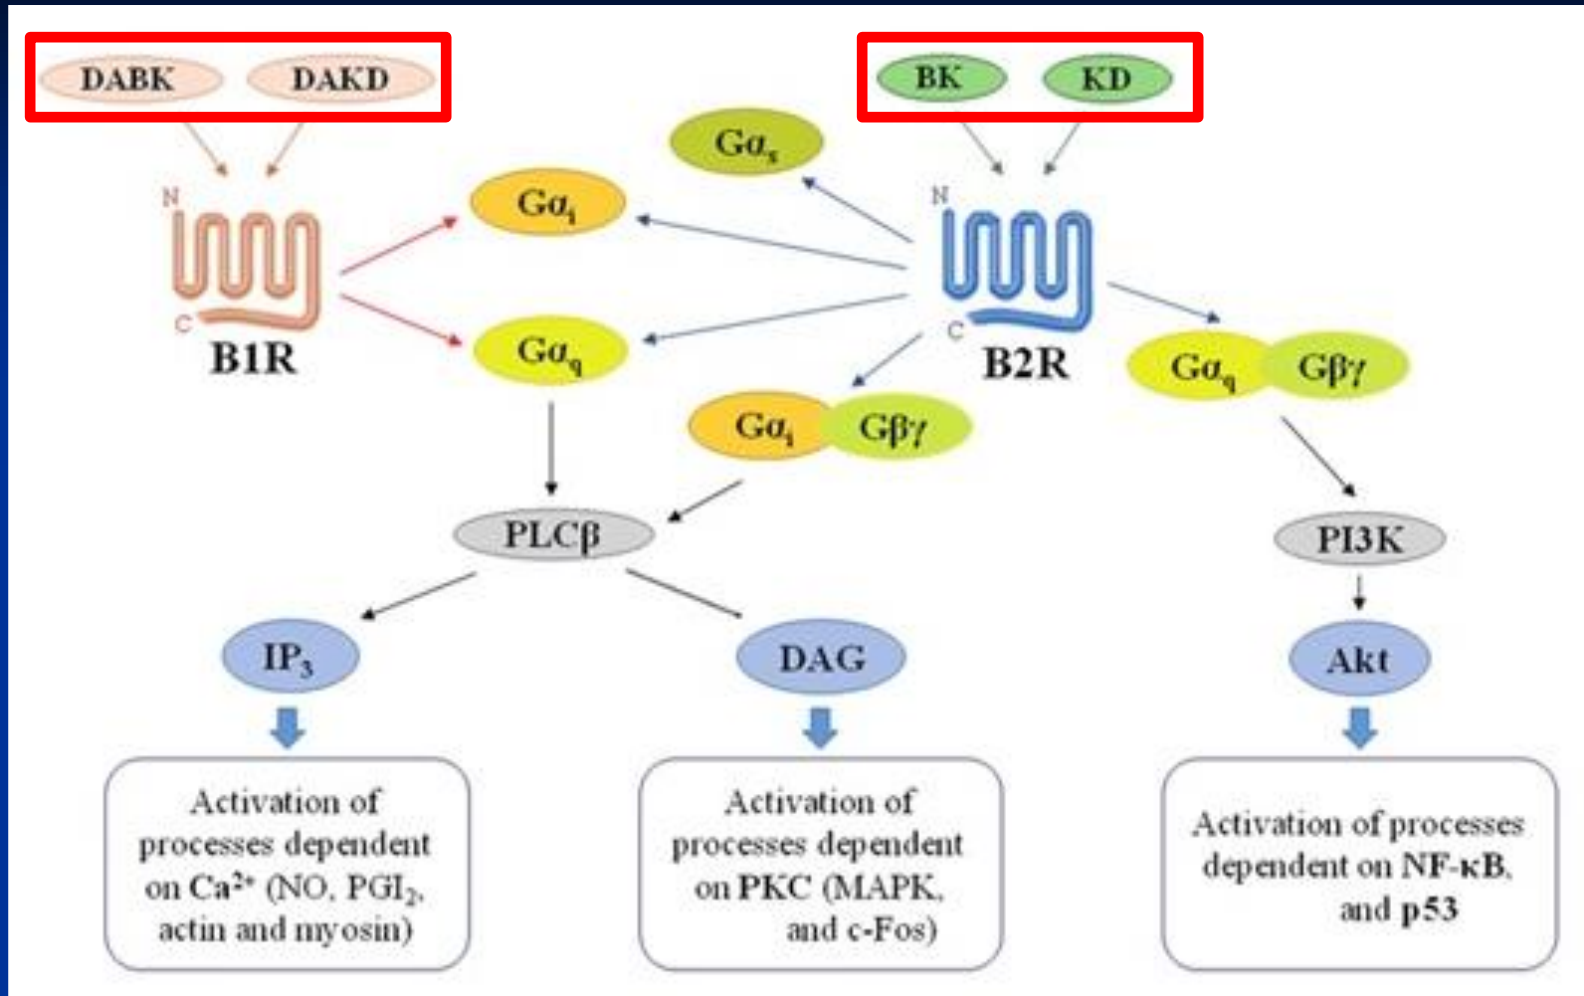 DABK
DAKD
BK
KD
Gαs
Gαi
N
N
C
B1R
Gαq
C
B2R
Gαq
Gβγ
Gαi
Gβγ
PLCβ
PI3K
IP3
DAG
Akt
Activation of
processes dependent
on Ca2+ (NO, PGI2,
actin and myosin)
Activation of
processes dependent
on PKC (MAPK,
and c-Fos)
Activation of processes
dependent on NF-κB,
and p53